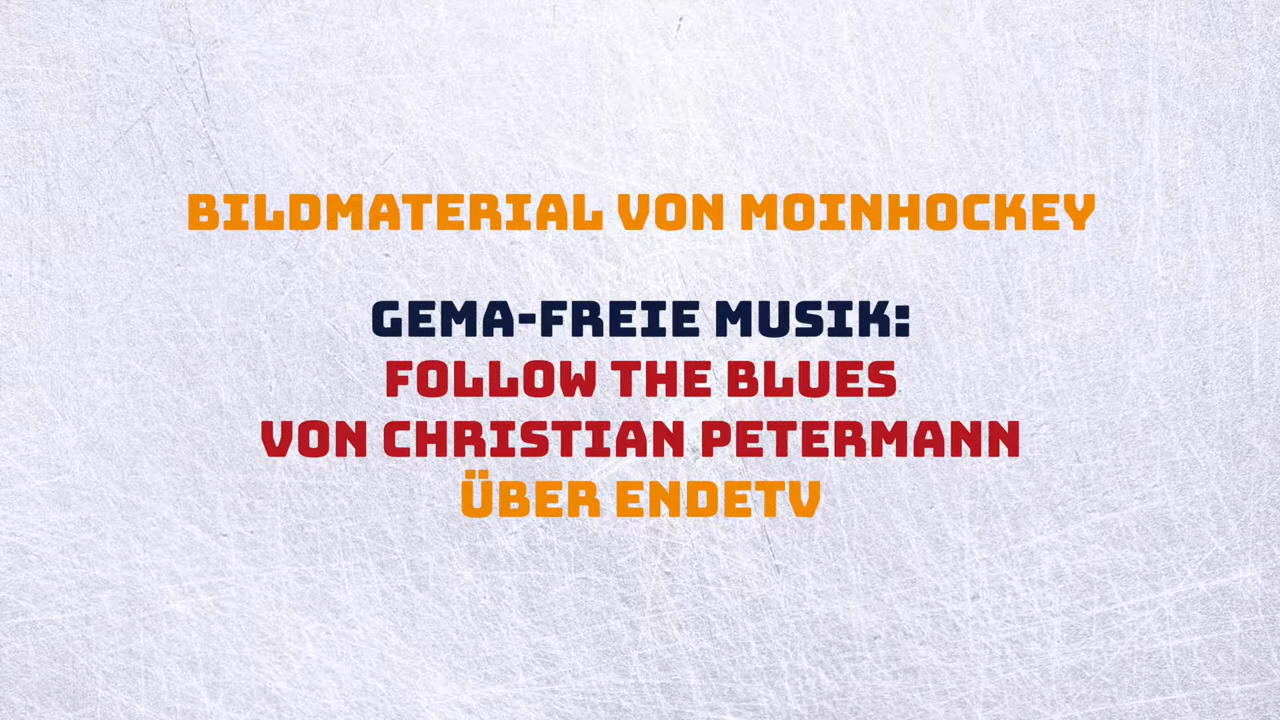 BILDMATERIAL VON MOINHOCKEY
GEMA-FREIE MUSIK:
FOLLOW THE BLUES
VON CHRISTIAN PETERMANN
ÜBER ENDETV